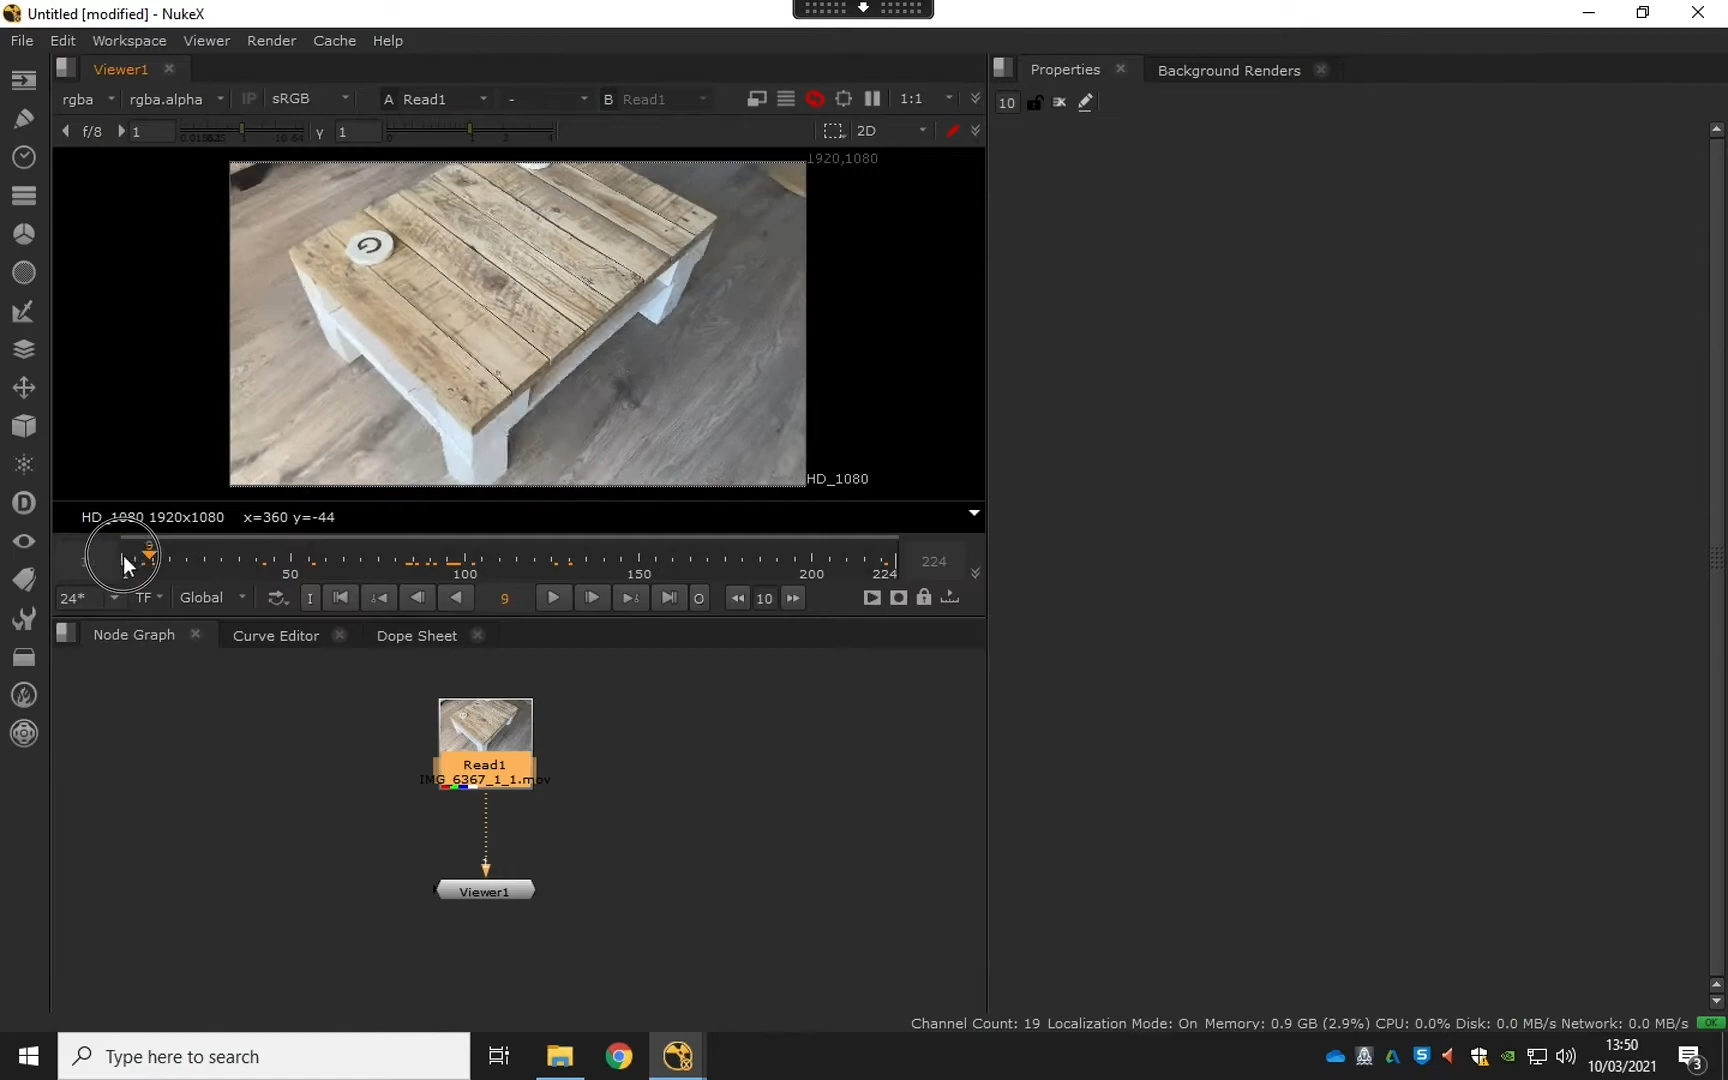 Untitled [modified] - NukeX
File Edit Workspace Viewer Render Cache Help
Viewer1
Properties
Background Renders
rgba rgba.alpha IP sRGB A Read1 - B Read1 1:1
10
f/8 1 γ 1 2D
1920,1080
G
HD_1080
HD_1080 1920x1080 x=360 y=-44
9
50 100 150 200 224
224
24* TF Global I 9 10 O
Node Graph
Curve Editor
Dope Sheet
Read1
IMG_6367_1_1.mov
Viewer1
Channel Count: 19 Localization Mode: On Memory: 0.9 GB (2.9%) CPU: 0.0% Disk: 0.0 MB/s Network: 0.0 MB/s OK
Type here to search
13:50
10/03/2021
3